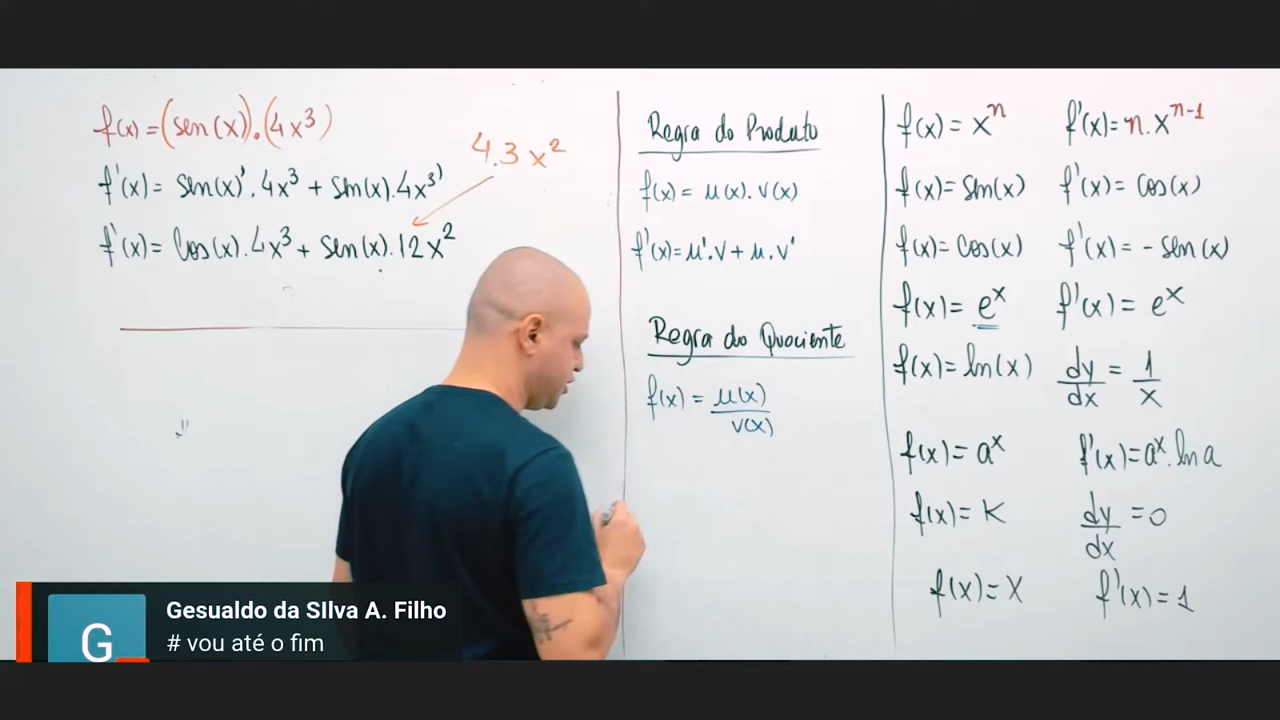 f(x) = (sen(x)).(4x³)
4.3x²
f'(x) = sen(x)'.4x³ + sen(x).4x³)
f'(x) = Cos(x).4x³ + sen(x).12x²
Regra do Produto
f(x) = μ(x).v(x)
f'(x) = μ'.v + μ.v'
Regra do Quociente
f(x) = μ(x)/v(x)
f(x) = xⁿ f'(x) = n.xⁿ⁻¹
f(x) = sen(x) f'(x) = cos(x)
f(x) = Cos(x) f'(x) = -sen(x)
f(x) = eˣ f'(x) = eˣ
f(x) = ln(x) dy/dx = 1/x
f(x) = aˣ f'(x) = aˣ.ln a
f(x) = K dy/dx = 0
f(x) = X f'(x) = 1
G
Gesualdo da SIlva A. Filho
# vou até o fim